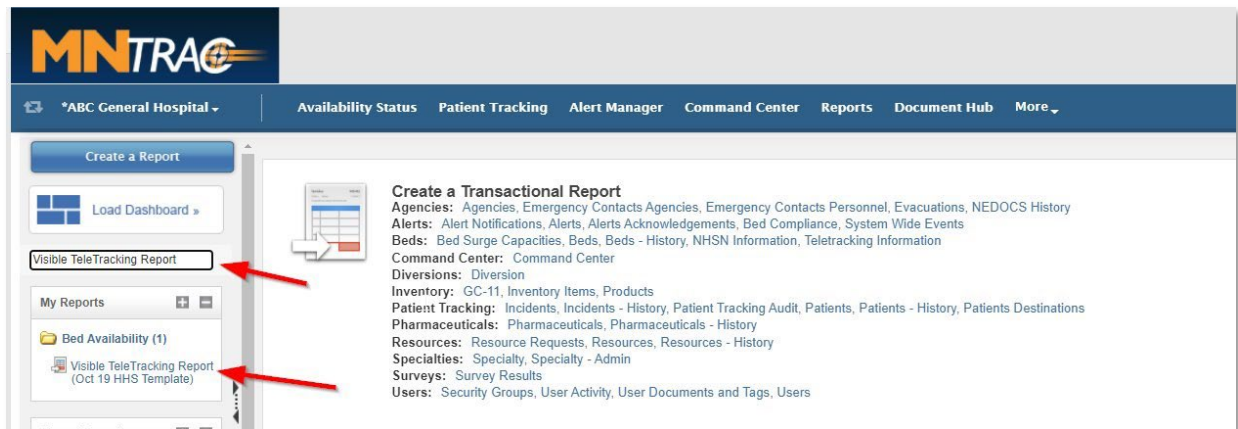 MNTRAC
*ABC General Hospital
Availability Status Patient Tracking Alert Manager Command Center Reports Document Hub More
Create a Report
Load Dashboard »
Visible TeleTracking Report
My Reports
Bed Availability (1)
Visible TeleTracking Report
(Oct 19 HHS Template)
Create a Transactional Report
Agencies: Agencies, Emergency Contacts Agencies, Emergency Contacts Personnel, Evacuations, NEDOCS History
Alerts: Alert Notifications, Alerts, Alerts Acknowledgements, Bed Compliance, System Wide Events
Beds: Bed Surge Capacities, Beds, Beds - History, NHSN Information, Teletracking Information
Command Center: Command Center
Diversions: Diversion
Inventory: GC-11, Inventory Items, Products
Patient Tracking: Incidents, Incidents - History, Patient Tracking Audit, Patients, Patients - History, Patients Destinations
Pharmaceuticals: Pharmaceuticals, Pharmaceuticals - History
Resources: Resource Requests, Resources, Resources - History
Specialties: Specialty, Specialty - Admin
Surveys: Survey Results
Users: Security Groups, User Activity, User Documents and Tags, Users